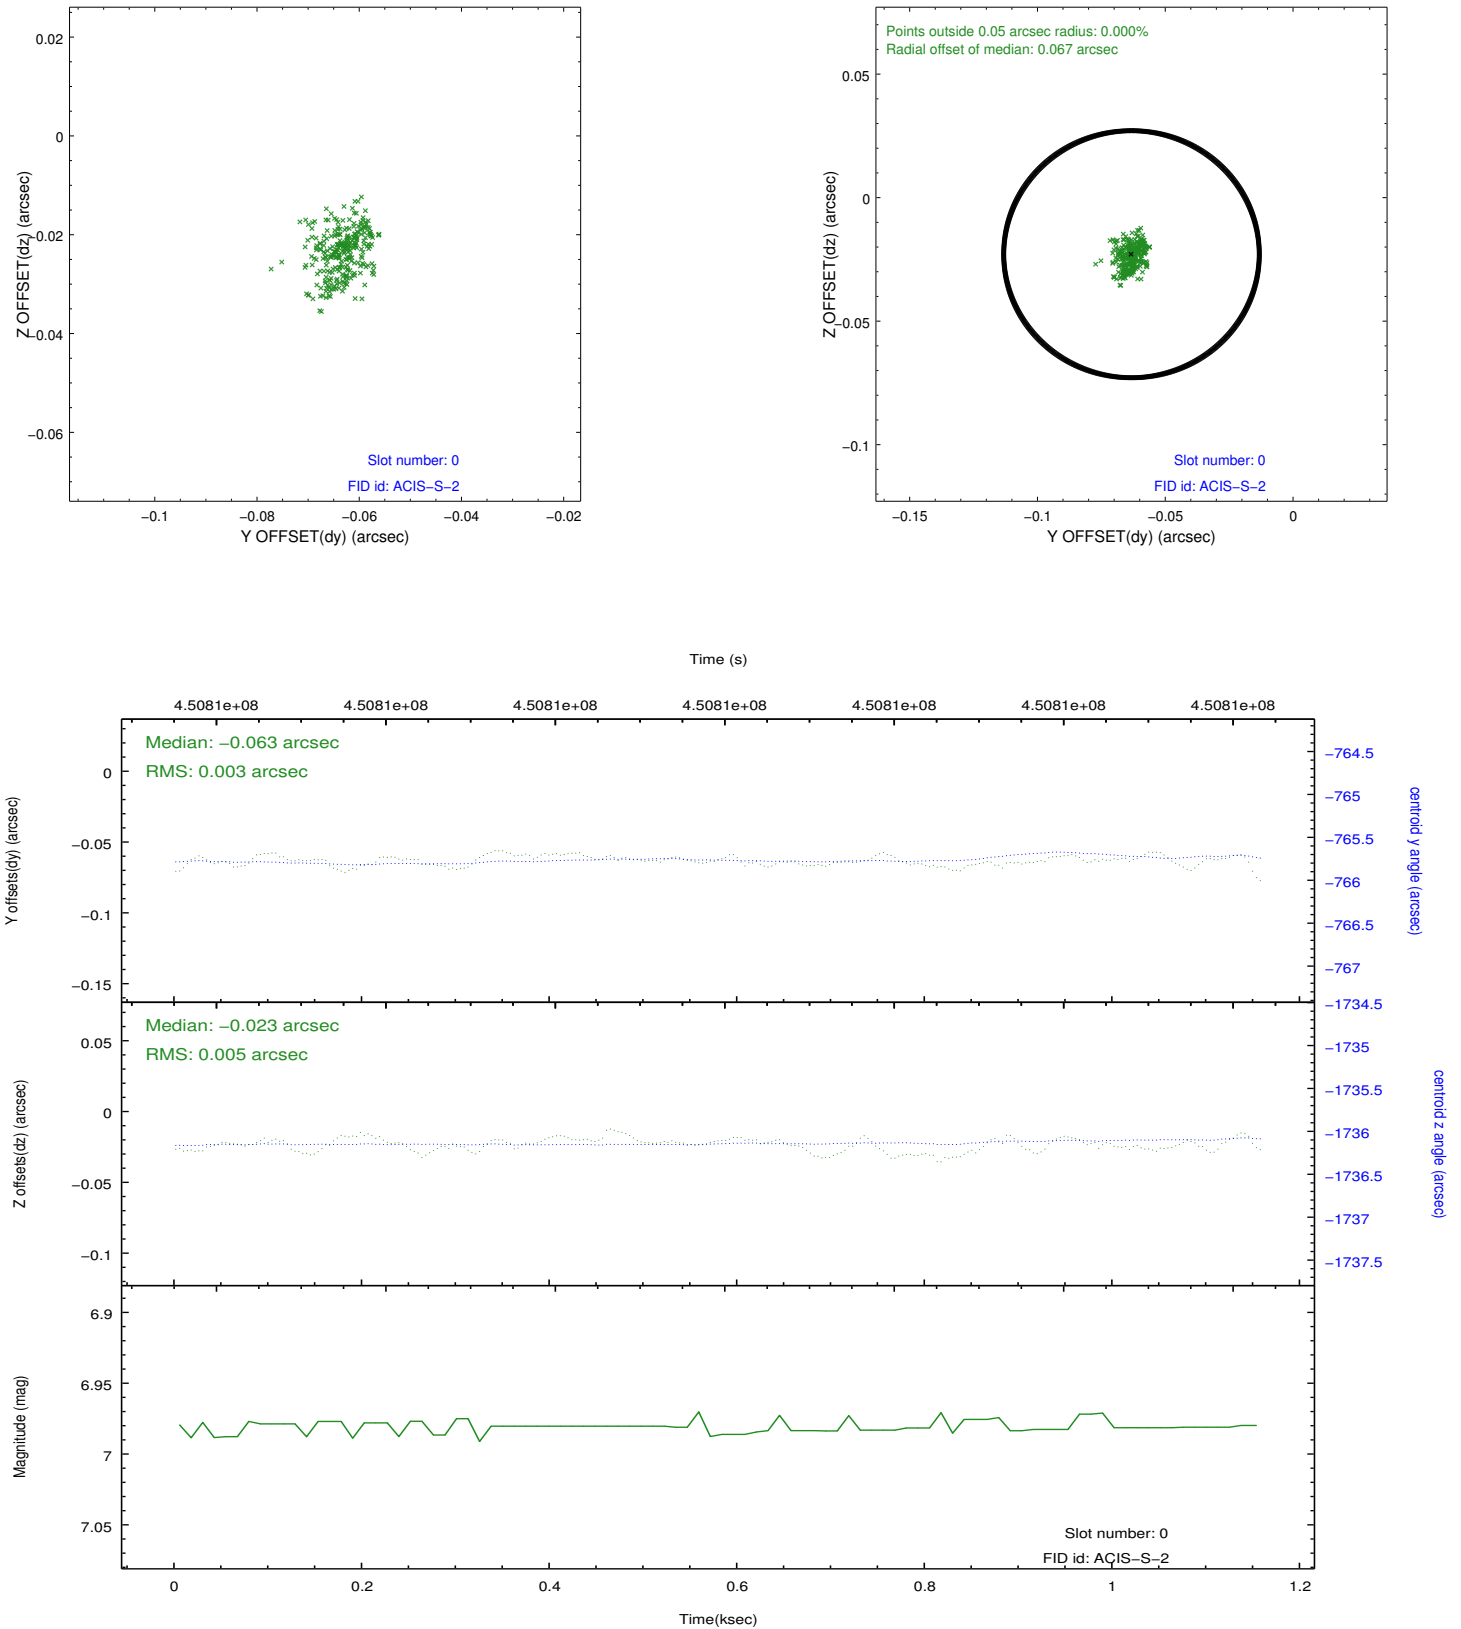 0.02
0
−0.02
−0.04
−0.06
Z OFFSET(dz) (arcsec)
Slot number: 0
FID id: ACIS−S−2
−0.1
−0.08
−0.06
−0.04
−0.02
Y OFFSET(dy) (arcsec)
Points outside 0.05 arcsec radius: 0.000%
Radial offset of median: 0.067 arcsec
0.05
0
−0.05
−0.1
Z OFFSET(dz) (arcsec)
Slot number: 0
FID id: ACIS−S−2
−0.15
−0.1
−0.05
0
Y OFFSET(dy) (arcsec)
Time (s)
4.5081e+08
4.5081e+08
4.5081e+08
4.5081e+08
4.5081e+08
4.5081e+08
4.5081e+08
Median: −0.063 arcsec
RMS: 0.003 arcsec
0
−0.05
−0.1
−0.15
Y offsets(dy) (arcsec)
−764.5
−765
−765.5
−766
−766.5
−767
centroid y angle (arcsec)
Median: −0.023 arcsec
RMS: 0.005 arcsec
0.05
0
−0.05
−0.1
Z offsets(dz) (arcsec)
−1734.5
−1735
−1735.5
−1736
−1736.5
−1737
−1737.5
centroid z angle (arcsec)
6.9
6.95
7
7.05
Magnitude (mag)
Slot number: 0
FID id: ACIS−S−2
0
0.2
0.4
0.6
0.8
1
1.2
Time(ksec)